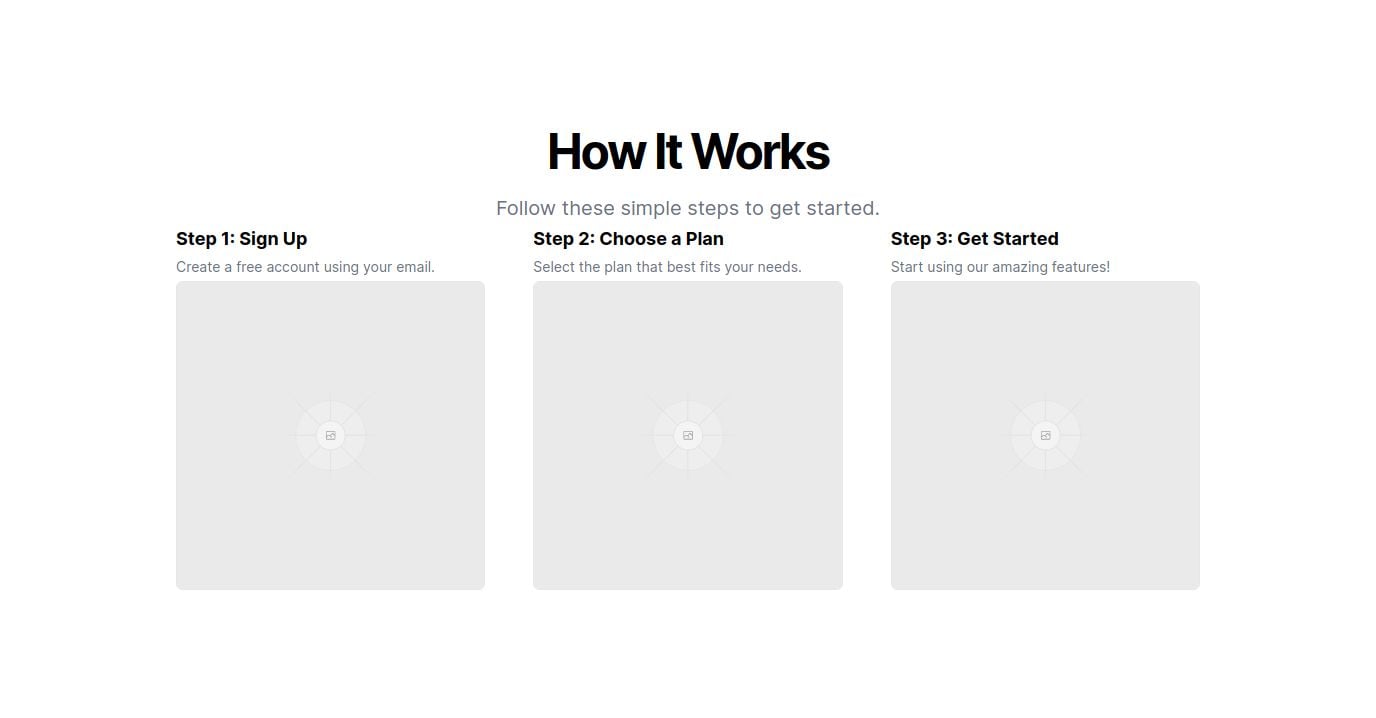 How It Works
Follow these simple steps to get started.
Step 1: Sign Up
Create a free account using your email.
Step 2: Choose a Plan
Select the plan that best fits your needs.
Step 3: Get Started
Start using our amazing features!